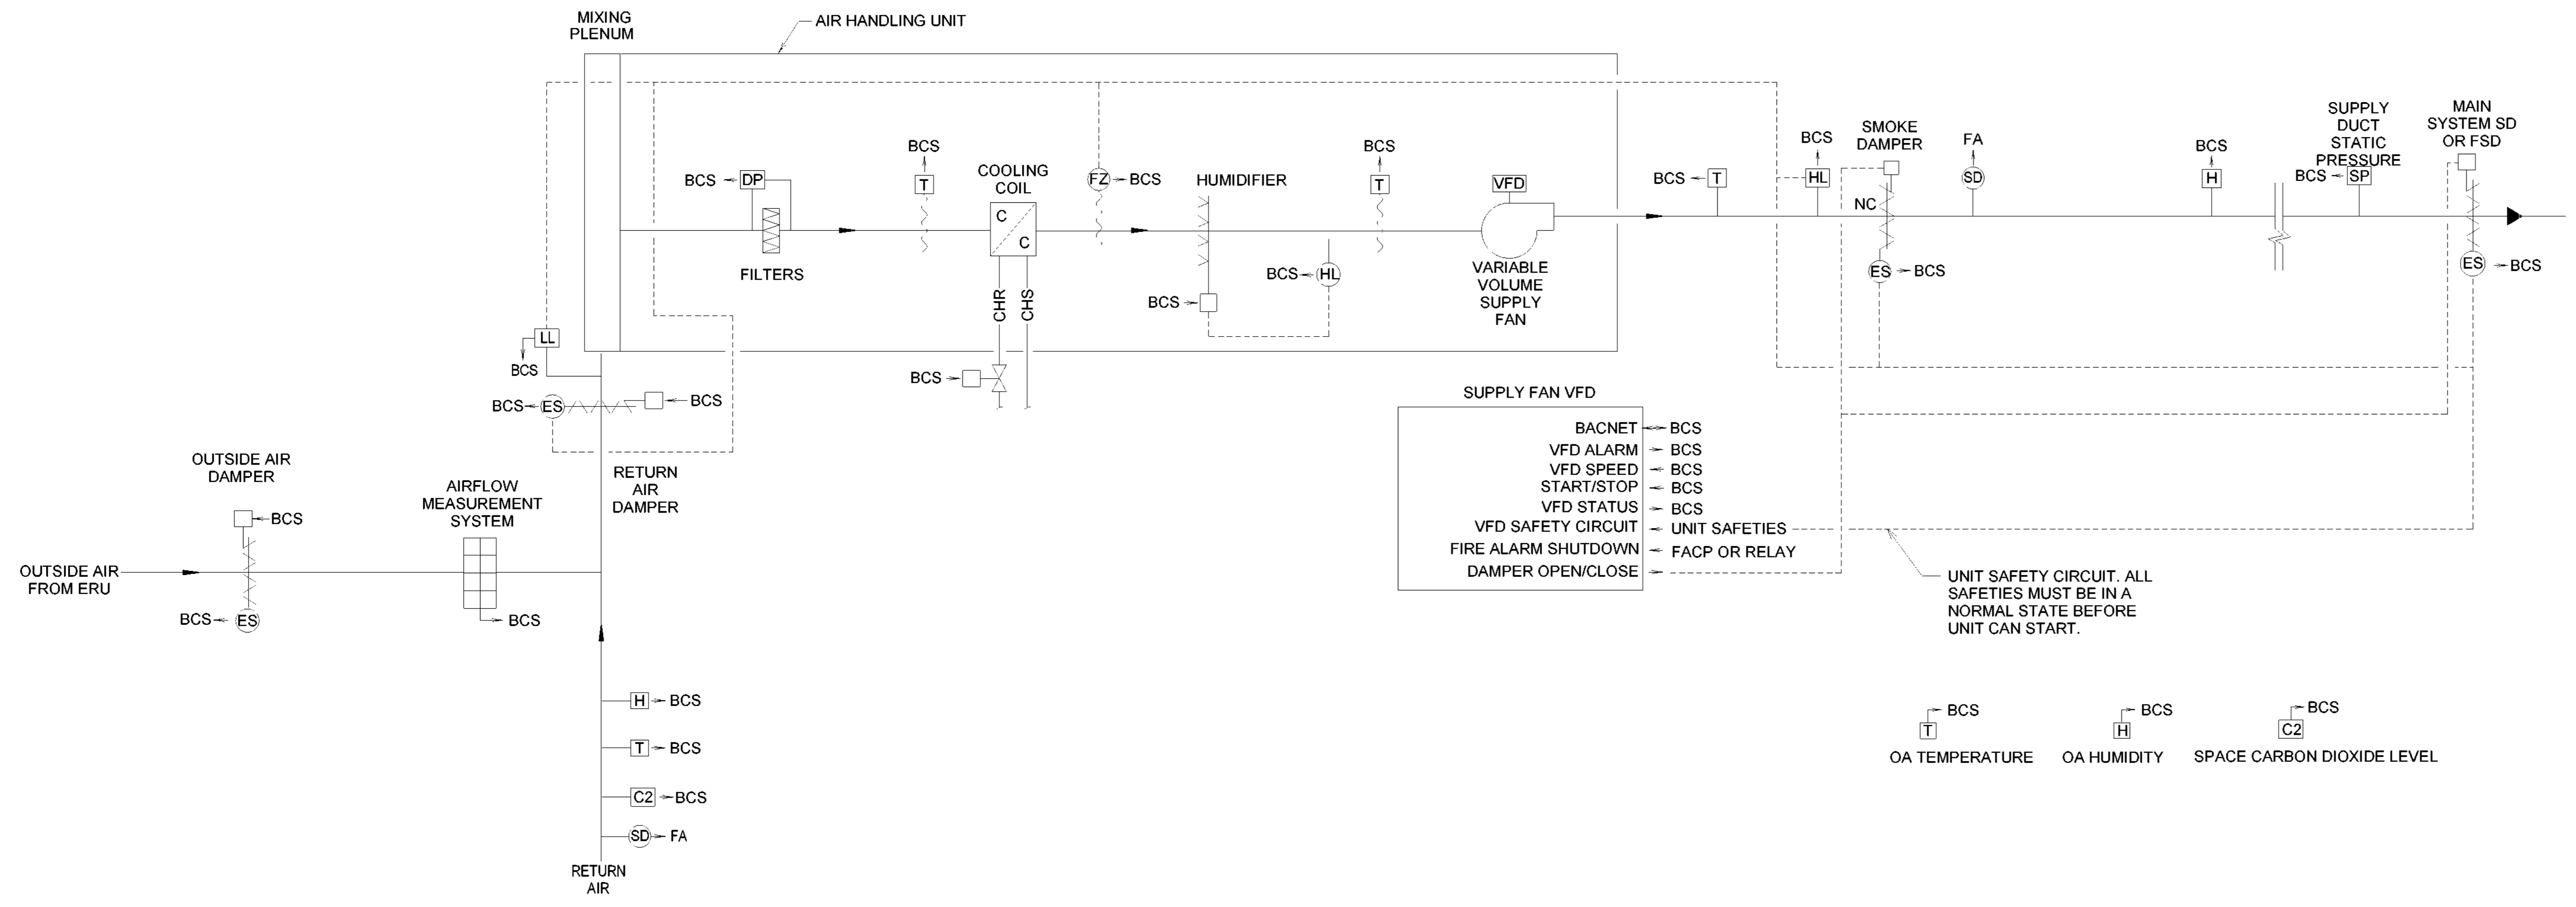 MIXING
PLENUM
AIR HANDLING UNIT
BCS
DP
FILTERS
BCS
T
COOLING
COIL
C
C
CHR
CHS
BCS
FZ
BCS
HUMIDIFIER
BCS
BCS
HL
BCS
T
VFD
VARIABLE
VOLUME
SUPPLY
FAN
BCS
T
BCS
HL
SMOKE
DAMPER
NC
ES
BCS
FA
SD
BCS
H
SUPPLY
DUCT
STATIC
PRESSURE
BCS
SP
MAIN
SYSTEM SD
OR FSD
ES
BCS
LL
BCS
BCS
ES
BCS
RETURN
AIR
DAMPER
OUTSIDE AIR
DAMPER
BCS
BCS
ES
OUTSIDE AIR
FROM ERU
AIRFLOW
MEASUREMENT
SYSTEM
BCS
H
BCS
T
BCS
C2
BCS
SD
FA
RETURN
AIR
SUPPLY FAN VFD
BACNET
BCS
VFD ALARM
BCS
VFD SPEED
BCS
START/STOP
BCS
VFD STATUS
BCS
VFD SAFETY CIRCUIT
UNIT SAFETIES
FIRE ALARM SHUTDOWN
FACP OR RELAY
DAMPER OPEN/CLOSE
UNIT SAFETY CIRCUIT. ALL
SAFETIES MUST BE IN A
NORMAL STATE BEFORE
UNIT CAN START.
BCS
T
OA TEMPERATURE
BCS
H
OA HUMIDITY
BCS
C2
SPACE CARBON DIOXIDE LEVEL